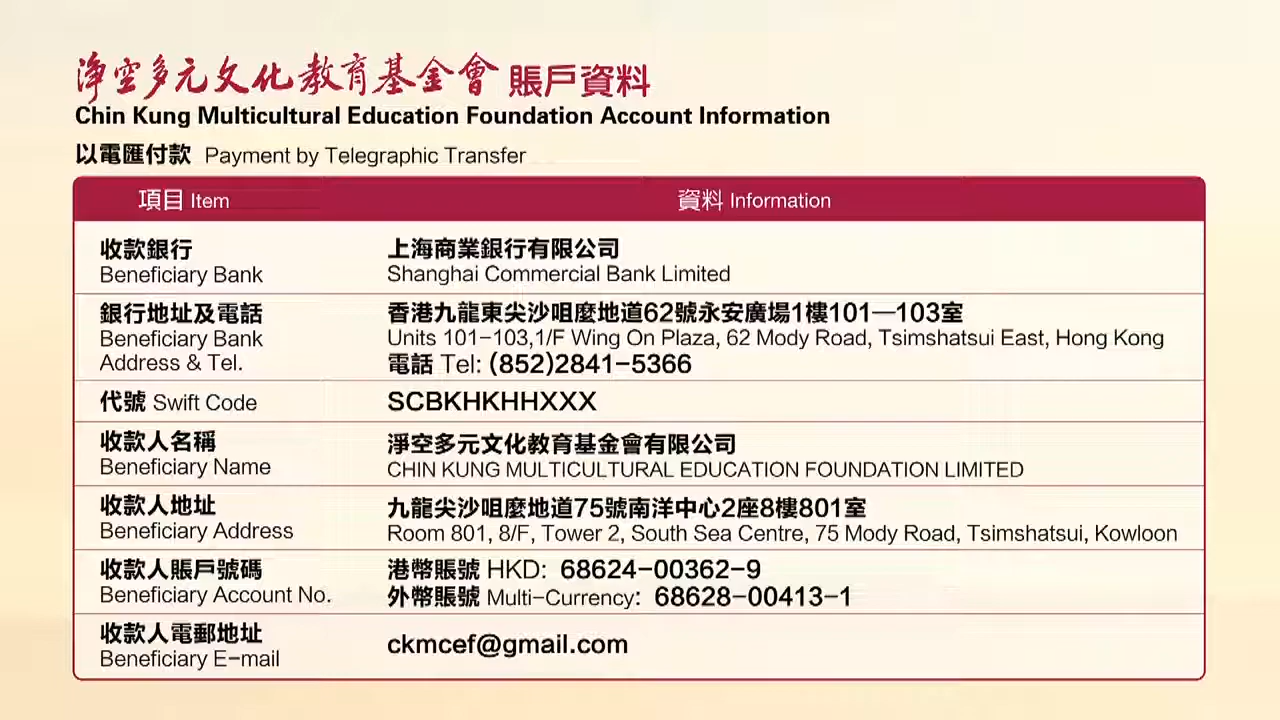 淨空多元文化教育基金會 賬戶資料
Chin Kung Multicultural Education Foundation Account Information
以電匯付款 Payment by Telegraphic Transfer
項目 Item 資料 Information
收款銀行 上海商業銀行有限公司
Beneficiary Bank Shanghai Commercial Bank Limited
銀行地址及電話 香港九龍東尖沙咀麼地道62號永安廣場1樓101—103室
Beneficiary Bank Units 101-103,1/F Wing On Plaza, 62 Mody Road, Tsimshatsui East, Hong Kong
Address & Tel. 電話 Tel: (852)2841-5366
代號 Swift Code SCBKHKHHXXX
收款人名稱 淨空多元文化教育基金會有限公司
Beneficiary Name CHIN KUNG MULTICULTURAL EDUCATION FOUNDATION LIMITED
收款人地址 九龍尖沙咀麼地道75號南洋中心2座8樓801室
Beneficiary Address Room 801, 8/F, Tower 2, South Sea Centre, 75 Mody Road, Tsimshatsui, Kowloon
收款人賬戶號碼 港幣賬號 HKD: 68624-00362-9
Beneficiary Account No. 外幣賬號 Multi-Currency: 68628-00413-1
收款人電郵地址
Beneficiary E-mail ckmcef@gmail.com